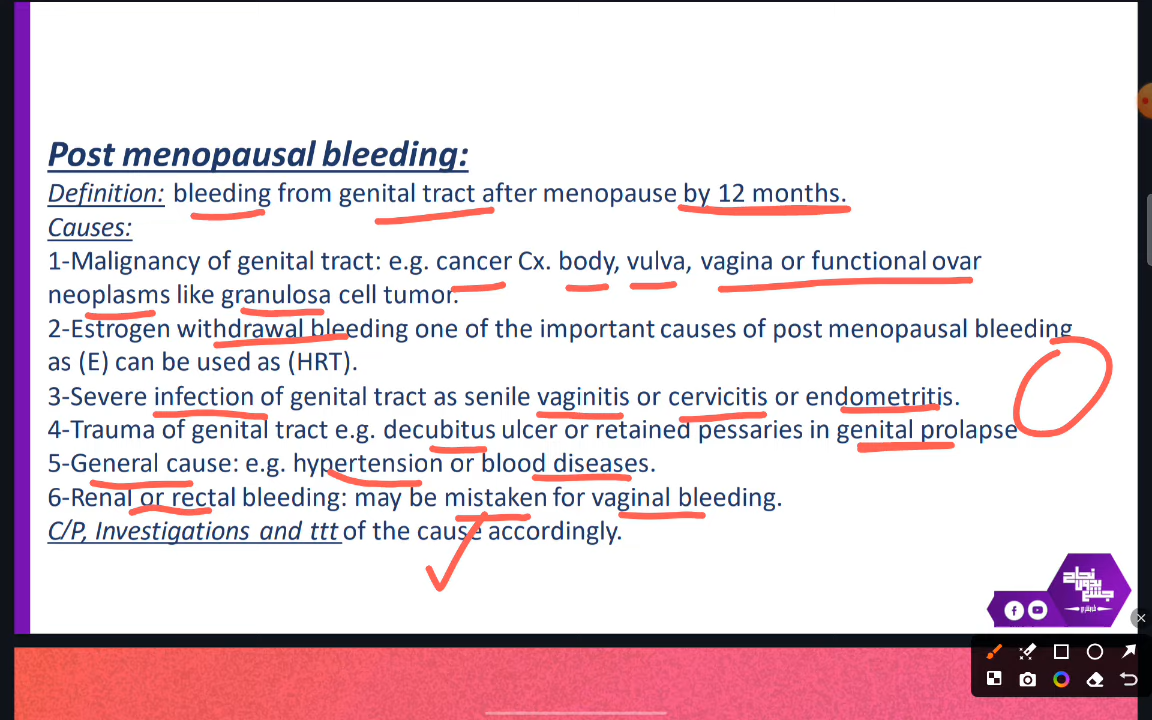 Post menopausal bleeding:
Definition: bleeding from genital tract after menopause by 12 months.
Causes:
1-Malignancy of genital tract: e.g. cancer Cx. body, vulva, vagina or functional ovar
neoplasms like granulosa cell tumor.
2-Estrogen withdrawal bleeding one of the important causes of post menopausal bleeding
as (E) can be used as (HRT).
3-Severe infection of genital tract as senile vaginitis or cervicitis or endometritis.
4-Trauma of genital tract e.g. decubitus ulcer or retained pessaries in genital prolapse
5-General cause: e.g. hypertension or blood diseases.
6-Renal or rectal bleeding: may be mistaken for vaginal bleeding.
C/P, Investigations and ttt of the cause accordingly.